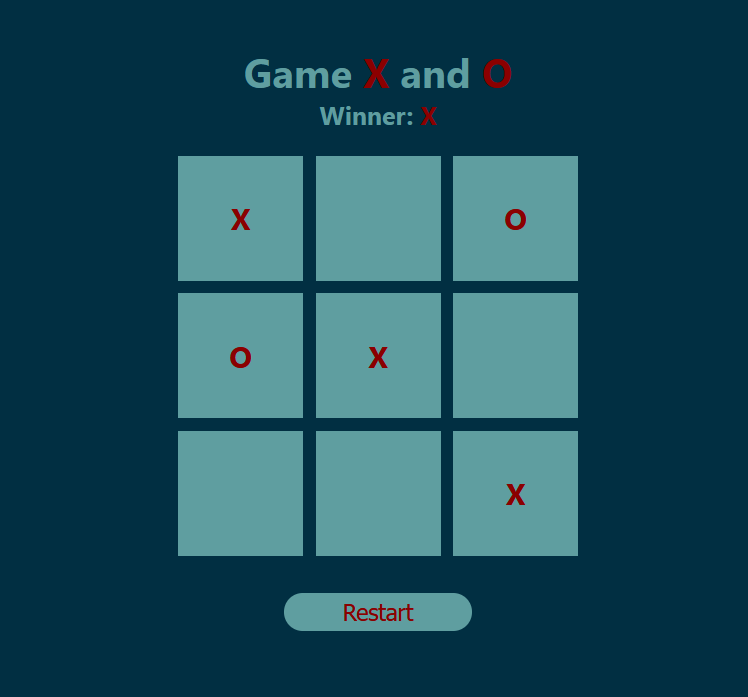 Game X and O
Winner: X
X O
O X
X
Restart